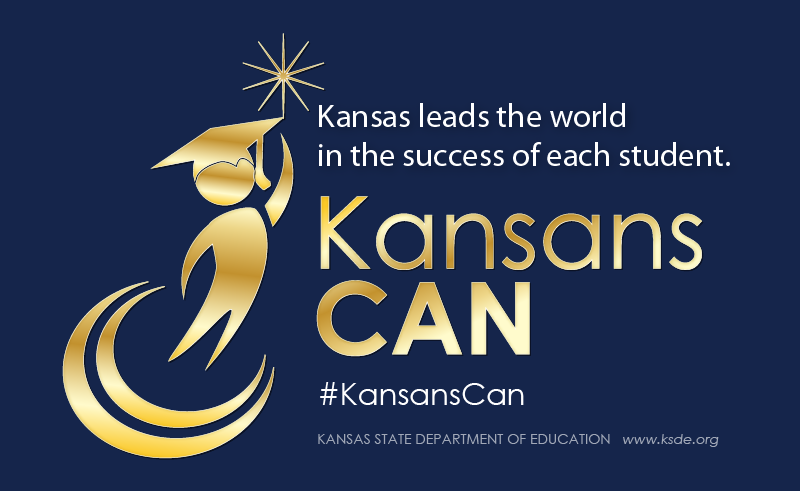 Kansas leads the world
in the success of each student.
Kansans
CAN
#KansansCan
KANSAS STATE DEPARTMENT OF EDUCATION www.ksde.org